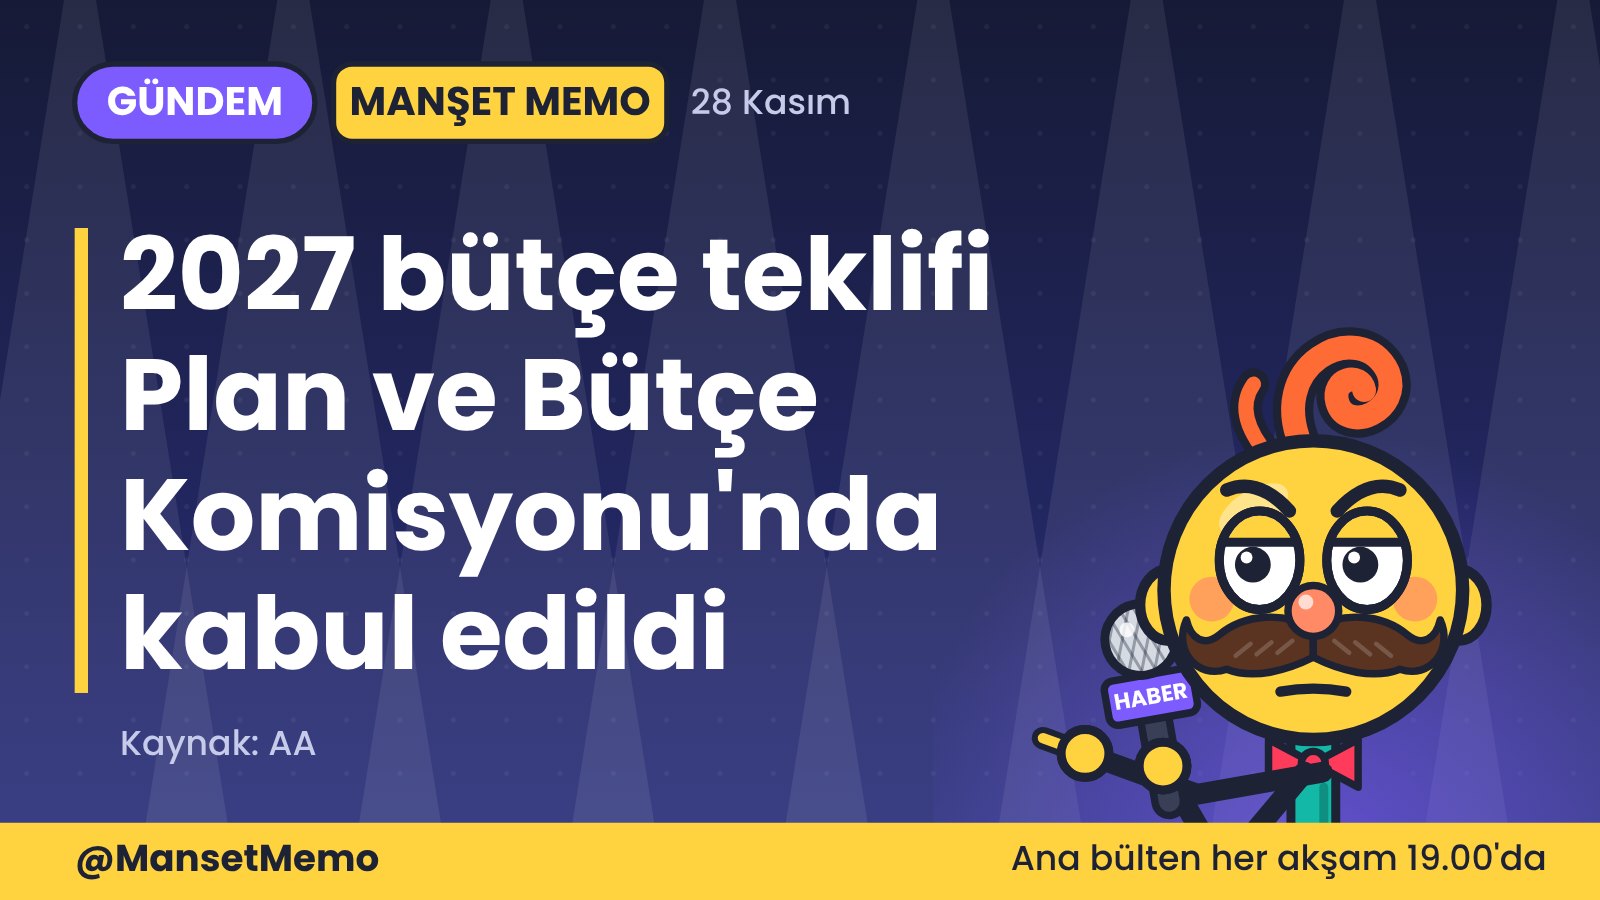 GÜNDEM MANŞET MEMO 28 Kasım
2027 bütçe teklifi
Plan ve Bütçe
Komisyonu'nda
kabul edildi
Kaynak: AA
HABER
@MansetMemo
Ana bülten her akşam 19.00'da